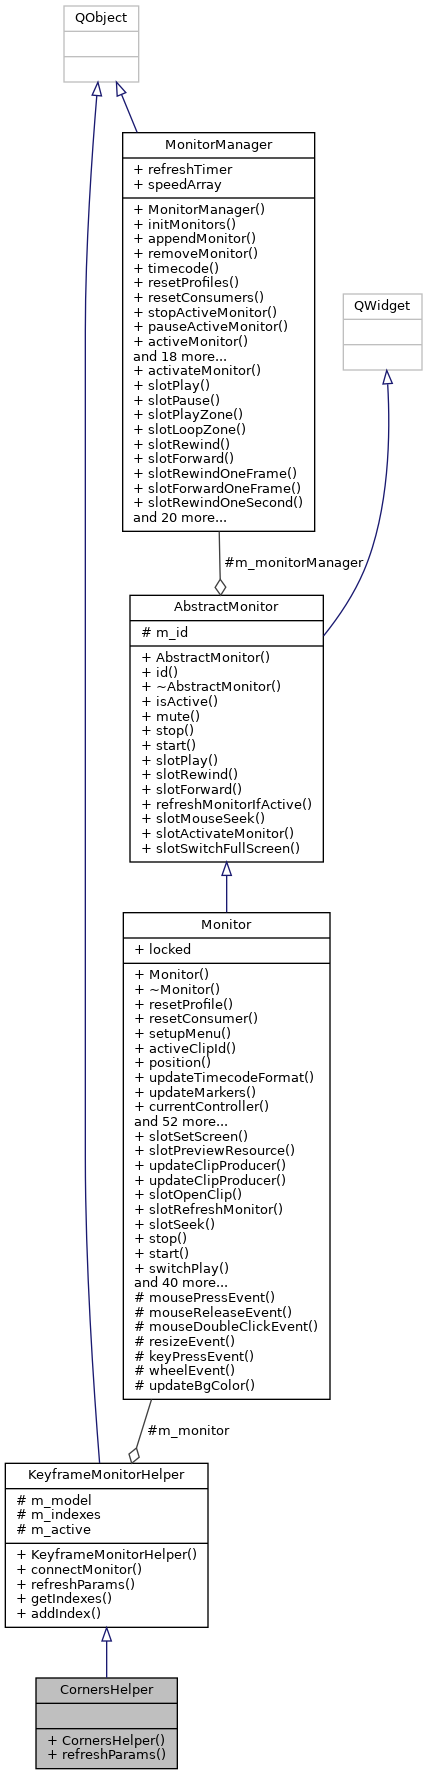 QObject
MonitorManager
+ refreshTimer
+ speedArray
+ MonitorManager()
+ initMonitors()
+ appendMonitor()
+ removeMonitor()
+ timecode()
+ resetProfiles()
+ resetConsumers()
+ stopActiveMonitor()
+ pauseActiveMonitor()
+ activeMonitor()
and 18 more...
+ activateMonitor()
+ slotPlay()
+ slotPause()
+ slotPlayZone()
+ slotLoopZone()
+ slotRewind()
+ slotForward()
+ slotRewindOneFrame()
+ slotForwardOneFrame()
+ slotRewindOneSecond()
and 20 more...
QWidget
#m_monitorManager
AbstractMonitor
# m_id
+ AbstractMonitor()
+ id()
+ ~AbstractMonitor()
+ isActive()
+ mute()
+ stop()
+ start()
+ slotPlay()
+ slotRewind()
+ slotForward()
+ refreshMonitorIfActive()
+ slotMouseSeek()
+ slotActivateMonitor()
+ slotSwitchFullScreen()
Monitor
+ locked
+ Monitor()
+ ~Monitor()
+ resetProfile()
+ resetConsumer()
+ setupMenu()
+ activeClipId()
+ position()
+ updateTimecodeFormat()
+ updateMarkers()
+ currentController()
and 52 more...
+ slotSetScreen()
+ slotPreviewResource()
+ updateClipProducer()
+ updateClipProducer()
+ slotOpenClip()
+ slotRefreshMonitor()
+ slotSeek()
+ stop()
+ start()
+ switchPlay()
and 40 more...
# mousePressEvent()
# mouseReleaseEvent()
# mouseDoubleClickEvent()
# resizeEvent()
# keyPressEvent()
# wheelEvent()
# updateBgColor()
#m_monitor
KeyframeMonitorHelper
# m_model
# m_indexes
# m_active
+ KeyframeMonitorHelper()
+ connectMonitor()
+ refreshParams()
+ getIndexes()
+ addIndex()
CornersHelper
+ CornersHelper()
+ refreshParams()